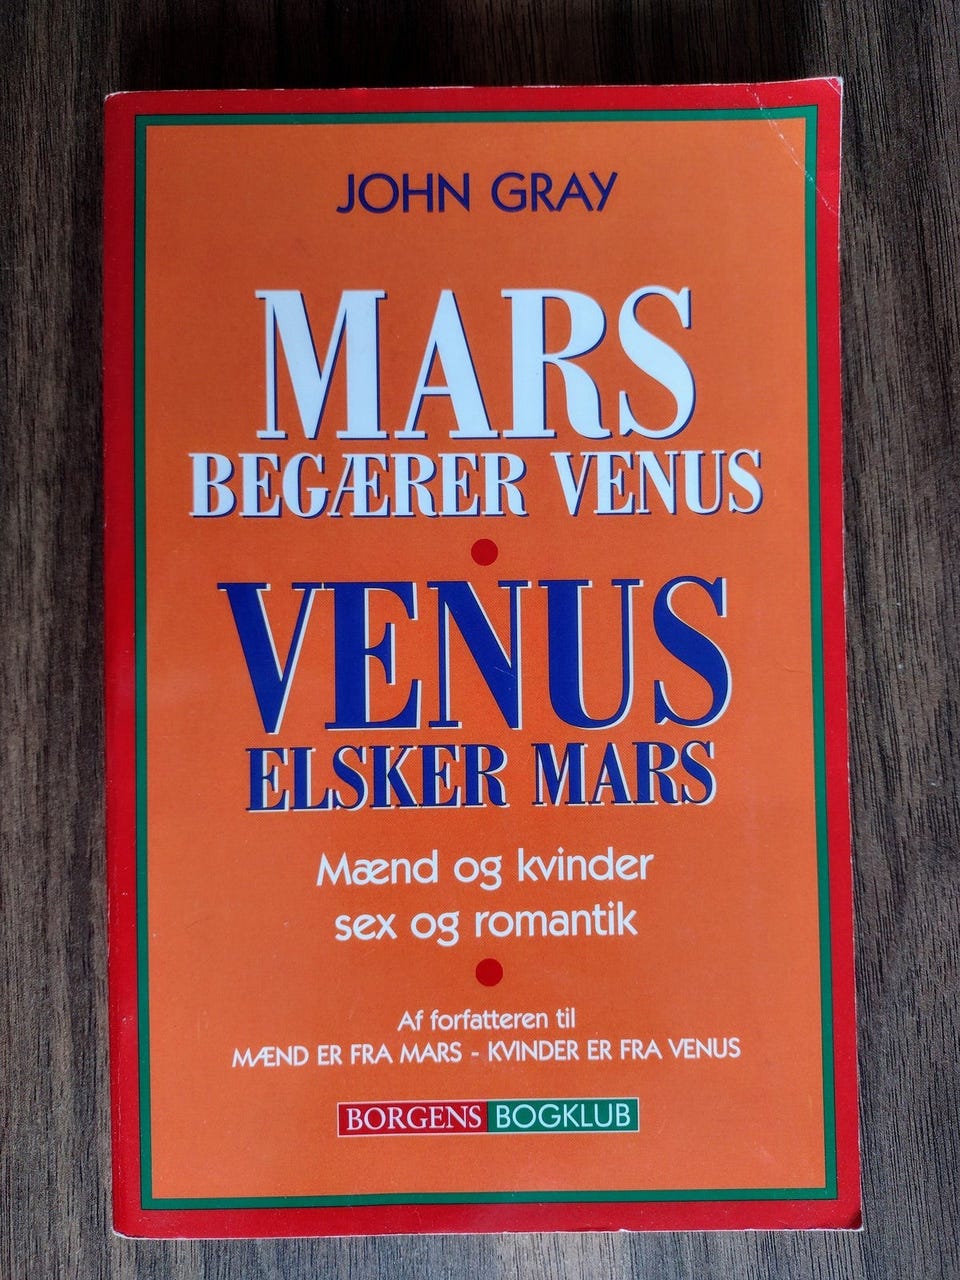 JOHN GRAY
MARS
BEGÆRER VENUS
VENUS
ELSKER MARS
Mænd og kvinder
sex og romantik
Af forfatteren til
MÆND ER FRA MARS - KVINDER ER FRA VENUS
BORGENS BOGKLUB